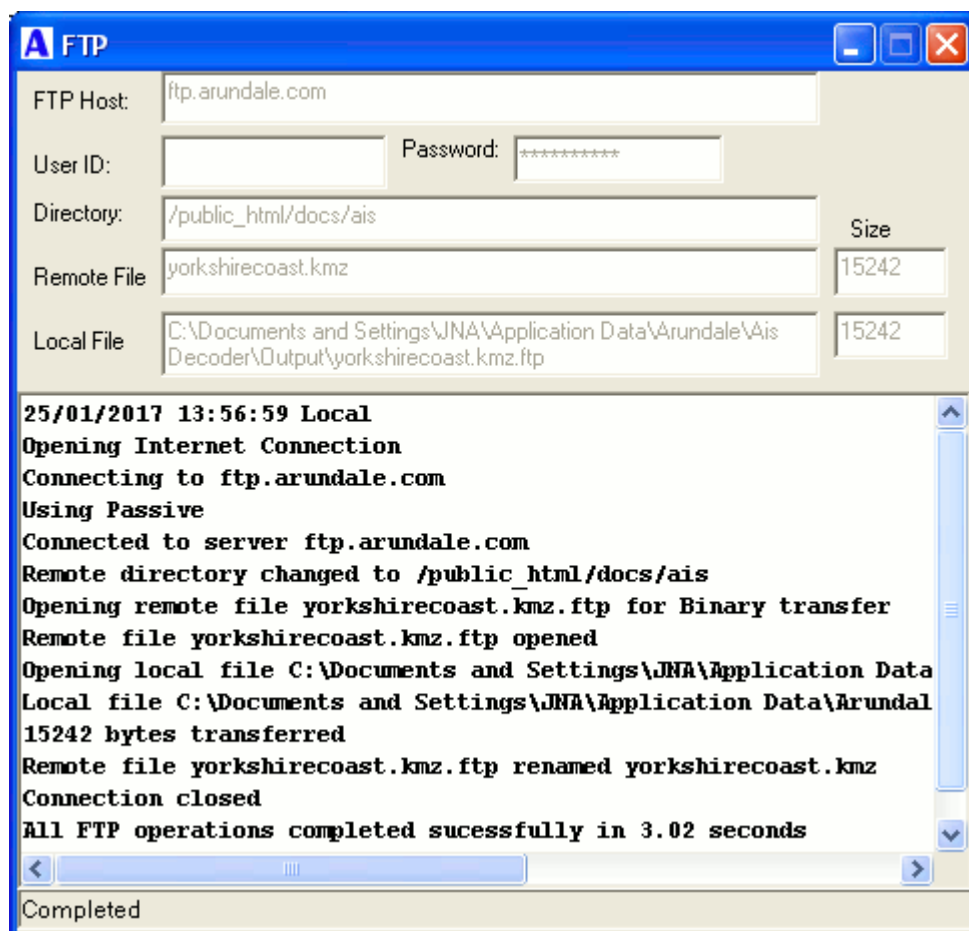 A FTP
FTP Host: ftp.arundale.com
User ID: Password: **********
Directory: /public_html/docs/ais
Size
Remote File yorkshirecoast.kmz 15242
Local File C:\Documents and Settings\JNA\Application Data\Arundale\Ais 15242
Decoder\Output\yorkshirecoast.kmz.ftp
25/01/2017 13:56:59 Local
Opening Internet Connection
Connecting to ftp.arundale.com
Using Passive
Connected to server ftp.arundale.com
Remote directory changed to /public_html/docs/ais
Opening remote file yorkshirecoast.kmz.ftp for Binary transfer
Remote file yorkshirecoast.kmz.ftp opened
Opening local file C:\Documents and Settings\JNA\Application Data
Local file C:\Documents and Settings\JNA\Application Data\Arundal
15242 bytes transferred
Remote file yorkshirecoast.kmz.ftp renamed yorkshirecoast.kmz
Connection closed
All FTP operations completed sucessfully in 3.02 seconds
Completed